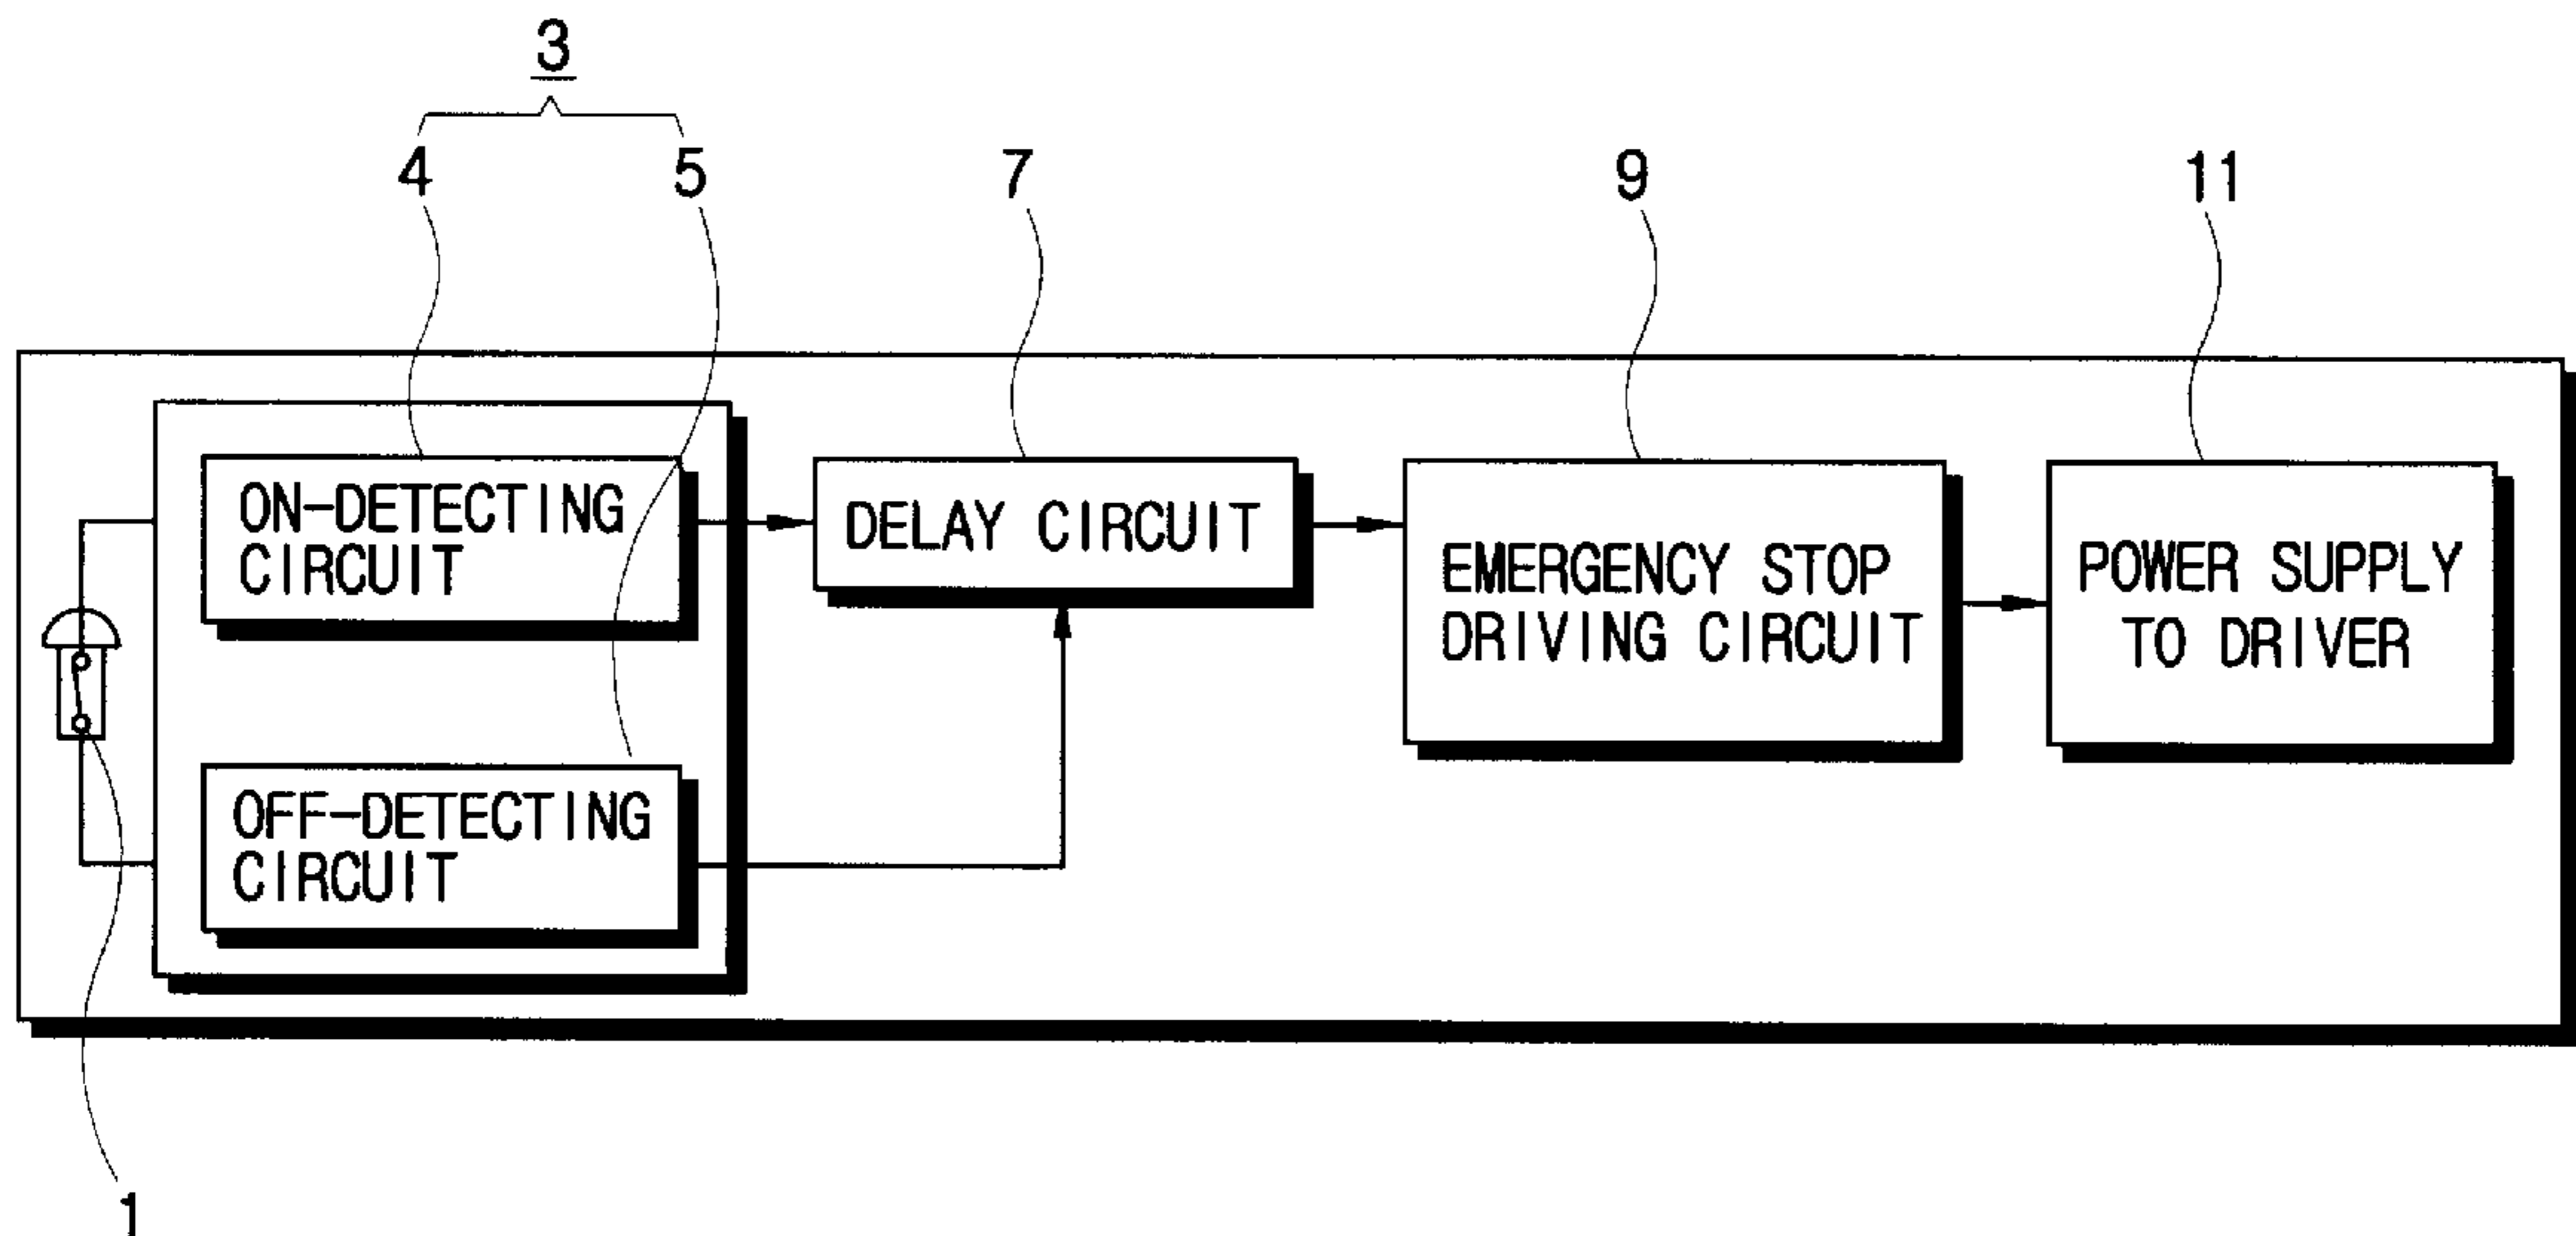 3
4 5 7 9 11
ON-DETECTING
CIRCUIT
DELAY CIRCUIT
EMERGENCY STOP
DRIVING CIRCUIT
POWER SUPPLY
TO DRIVER
OFF-DETECTING
CIRCUIT
1